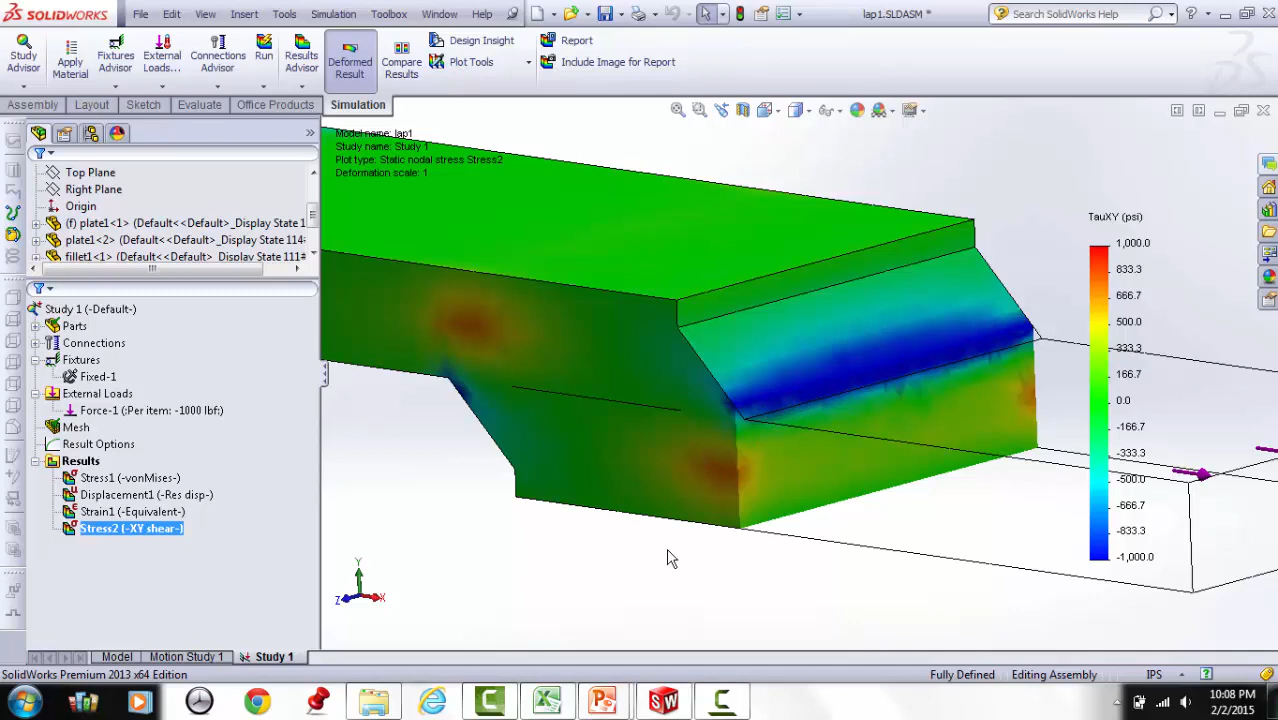 SOLIDWORKS File Edit View Insert Tools Simulation Toolbox Window Help lap1.SLDASM * Search SolidWorks Help
Study Advisor
Apply Material
Fixtures Advisor
External Loads...
Connections Advisor
Run
Results Advisor
Deformed Result
Compare Results
Design Insight
Plot Tools
Report
Include Image for Report
Assembly Layout Sketch Evaluate Office Products Simulation
Top Plane
Right Plane
Origin
(f) plate1<1> (Default<<Default>_Display State 1
plate1<2> (Default<<Default>_Display State 114
fillet1<1> (Default<<Default>_Display State 111
Study 1 (-Default-)
Parts
Connections
Fixtures
Fixed-1
External Loads
Force-1 (:Per item: -1000 lbf:)
Mesh
Result Options
Results
Stress1 (-vonMises-)
Displacement1 (-Res disp-)
Strain1 (-Equivalent-)
Stress2 (-XY shear-)
Model name: lap1
Study name: Study 1
Plot type: Static nodal stress Stress2
Deformation scale: 1
TauXY (psi)
1,000.0
833.3
666.7
500.0
333.3
166.7
0.0
-166.7
-333.3
-500.0
-666.7
-833.3
-1,000.0
Y
Z X
Model Motion Study 1 Study 1
SolidWorks Premium 2013 x64 Edition Fully Defined Editing Assembly IPS
10:08 PM
2/2/2015